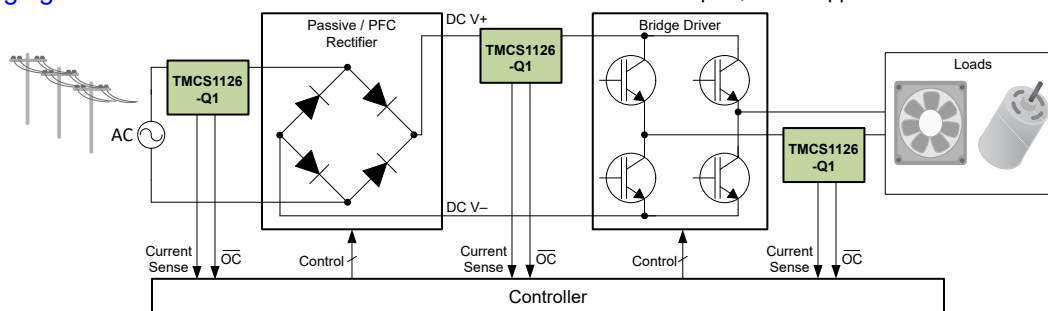 Passive / PFC
Rectifier
DC V+
Bridge Driver
TMCS1126
-Q1
TMCS1126
-Q1
Loads
AC
TMCS1126
-Q1
DC V–
Current
Sense
OC
Control
Current
Sense
OC
Control
Current
Sense
OC
Controller